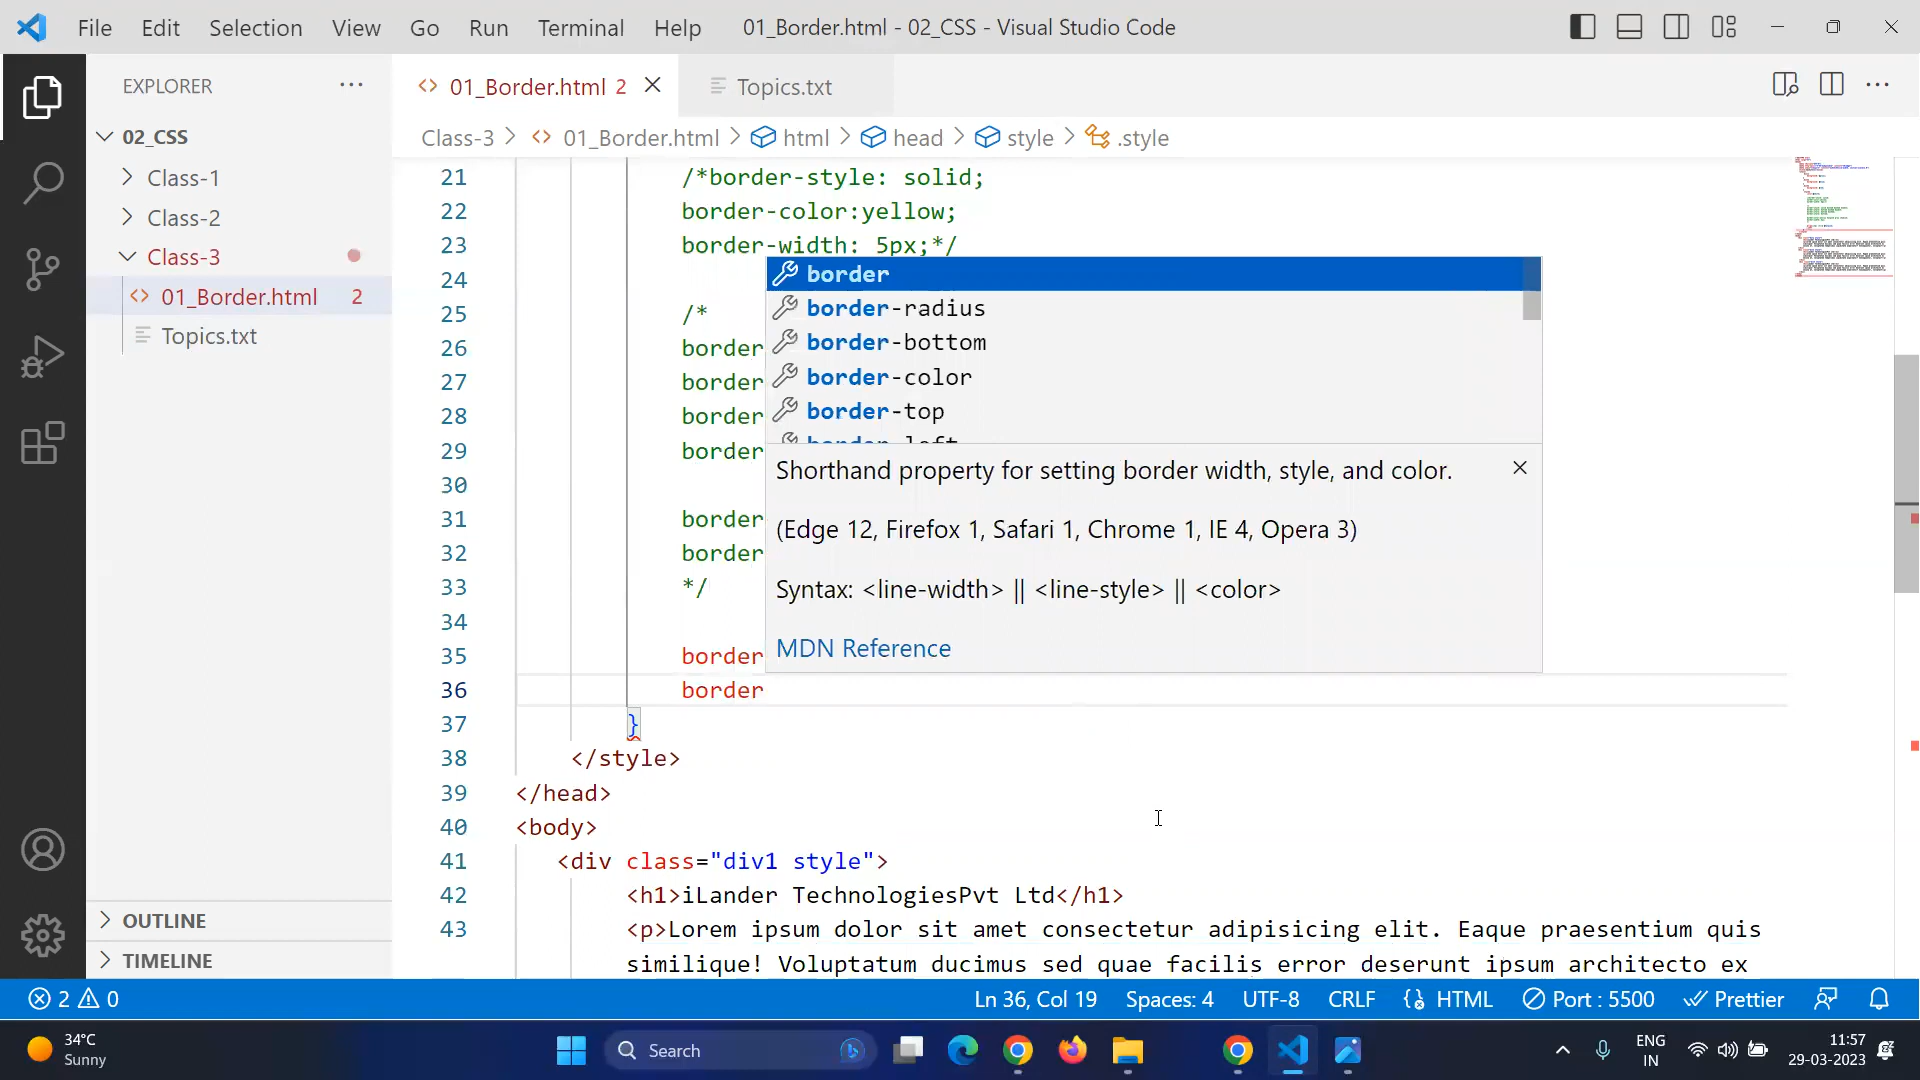 File Edit Selection View Go Run Terminal Help 01_Border.html - 02_CSS - Visual Studio Code
EXPLORER
01_Border.html 2 Topics.txt
02_CSS
Class-3 > 01_Border.html > html > head > style > .style
Class-1
Class-2
Class-3
01_Border.html 2
Topics.txt
21 /*border-style: solid;
22 border-color:yellow;
23 border-width: 5px;*/
24
25 /*
26 border
27 border
28 border
29 border
30
31 border
32 border
33 */
34
35 border
36 border
37 }
38 </style>
39 </head>
40 <body>
41 <div class="div1 style">
42 <h1>iLander TechnologiesPvt Ltd</h1>
43 <p>Lorem ipsum dolor sit amet consectetur adipisicing elit. Eaque praesentium quis
similique! Voluptatum ducimus sed quae facilis error deserunt ipsum architecto ex
border
border-radius
border-bottom
border-color
border-top
border-left
Shorthand property for setting border width, style, and color.
(Edge 12, Firefox 1, Safari 1, Chrome 1, IE 4, Opera 3)
Syntax: <line-width> || <line-style> || <color>
MDN Reference
OUTLINE
TIMELINE
2 0 Ln 36, Col 19 Spaces: 4 UTF-8 CRLF HTML Port : 5500 Prettier
34°C
Sunny
Search
ENG
IN
11:57
29-03-2023